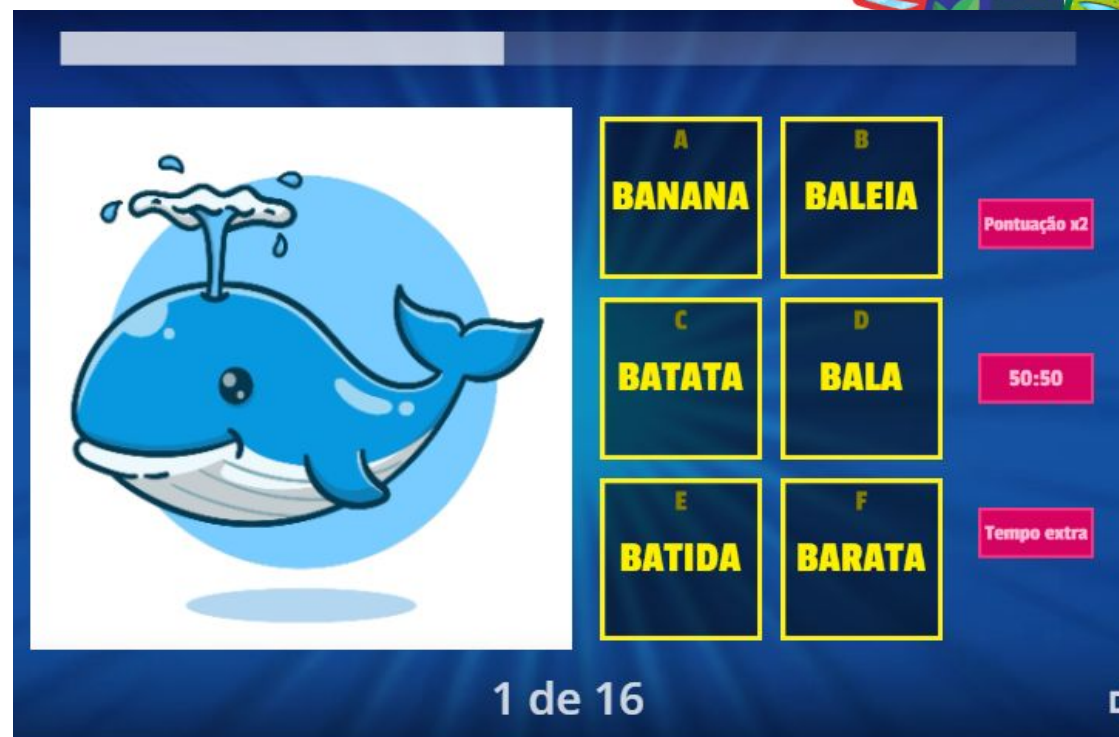 A
BANANA
B
BALEIA
Pontuação x2
C
BATATA
D
BALA
50:50
E
BATIDA
F
BARATA
Tempo extra
1 de 16